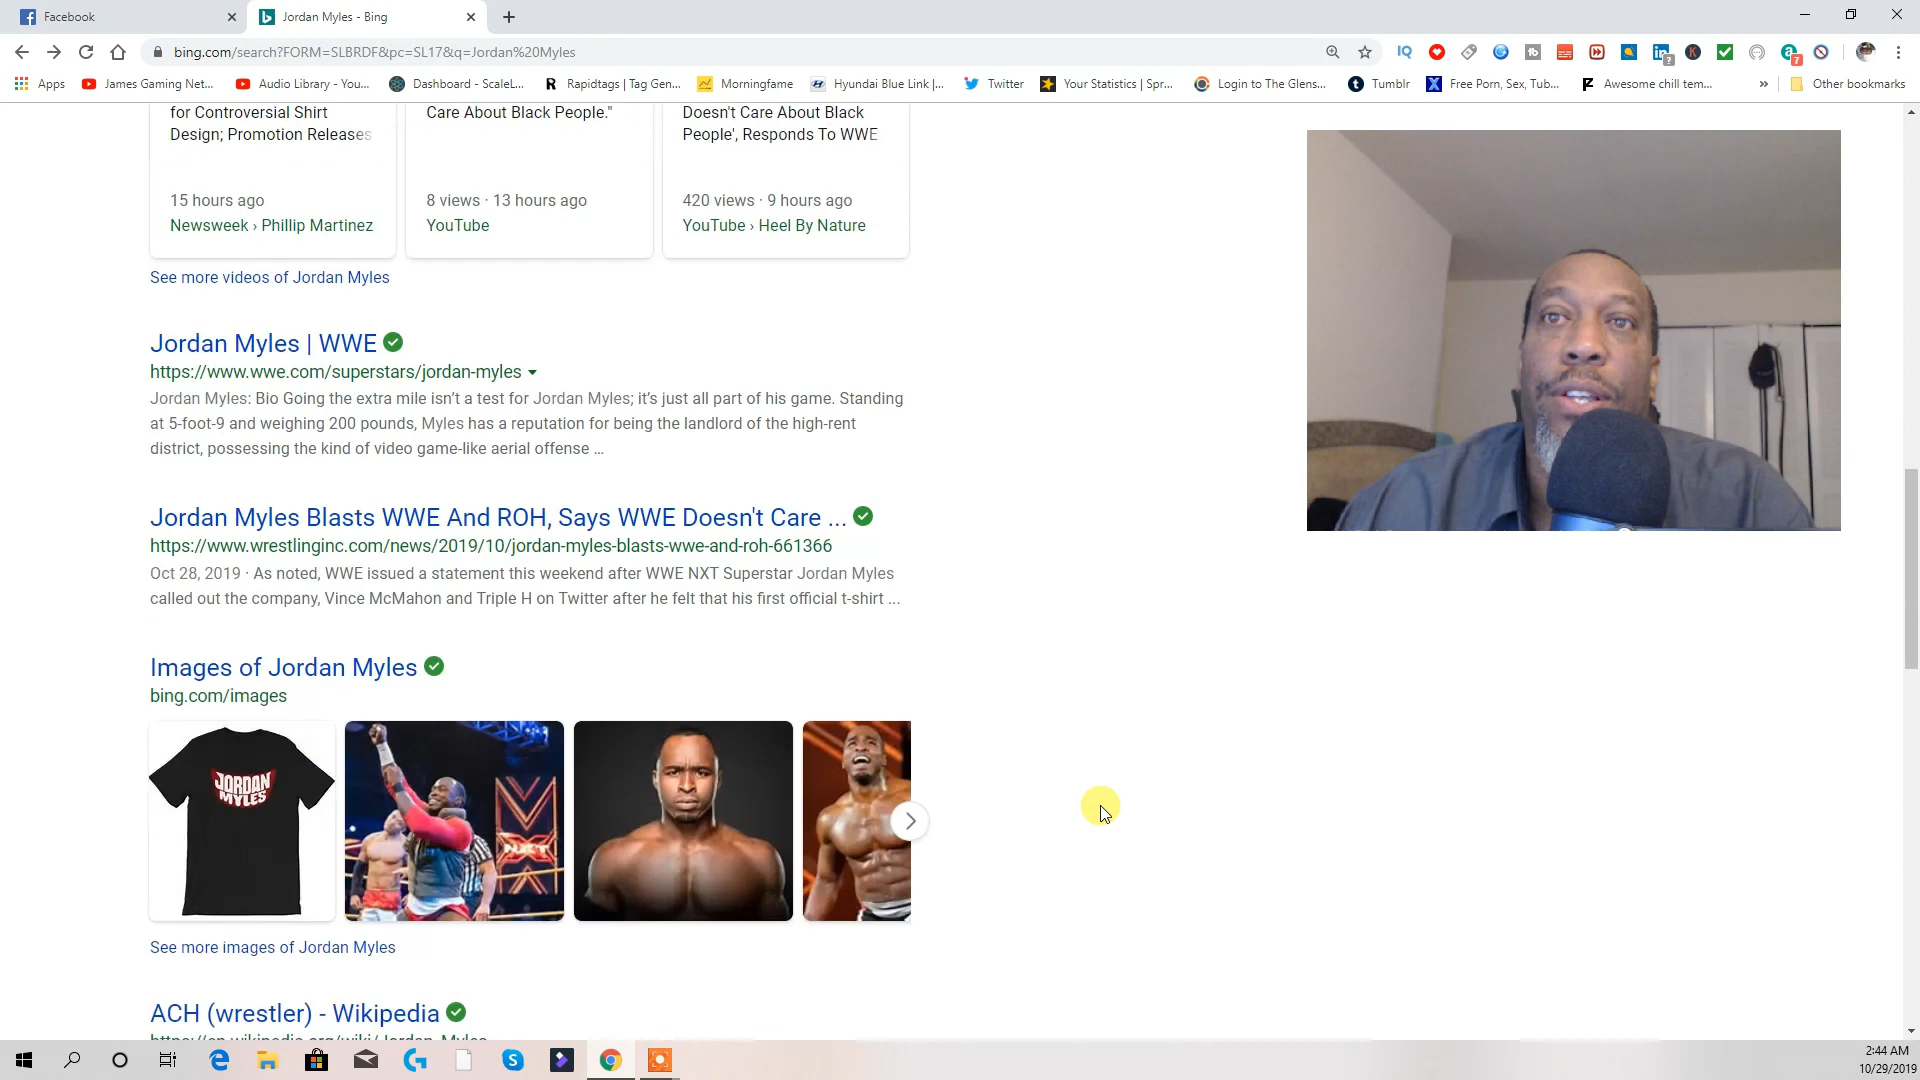 Facebook
Jordan Myles - Bing
bing.com/search?FORM=SLBRDF&pc=SL17&q=Jordan%20Myles
Apps
James Gaming Net...
Audio Library - You...
Dashboard - ScaleL...
Rapidtags | Tag Gen...
Morningfame
Hyundai Blue Link |...
Twitter
Your Statistics | Spr...
Login to The Glens...
Tumblr
Free Porn, Sex, Tub...
Awesome chill tem...
Other bookmarks
for Controversial Shirt
Design; Promotion Releases
15 hours ago
Newsweek › Phillip Martinez
Care About Black People."
8 views · 13 hours ago
YouTube
Doesn't Care About Black
People', Responds To WWE
420 views · 9 hours ago
YouTube › Heel By Nature
See more videos of Jordan Myles
Jordan Myles | WWE
https://www.wwe.com/superstars/jordan-myles
Jordan Myles: Bio Going the extra mile isn't a test for Jordan Myles; it's just all part of his game. Standing
at 5-foot-9 and weighing 200 pounds, Myles has a reputation for being the landlord of the high-rent
district, possessing the kind of video game-like aerial offense ...
Jordan Myles Blasts WWE And ROH, Says WWE Doesn't Care ...
https://www.wrestlinginc.com/news/2019/10/jordan-myles-blasts-wwe-and-roh-661366
Oct 28, 2019 · As noted, WWE issued a statement this weekend after WWE NXT Superstar Jordan Myles
called out the company, Vince McMahon and Triple H on Twitter after he felt that his first official t-shirt ...
Images of Jordan Myles
bing.com/images
JORDAN
MYLES
NXT
See more images of Jordan Myles
ACH (wrestler) - Wikipedia
https://en.wikipedia.org/wiki/Jordan_Myles
2:44 AM
10/29/2019